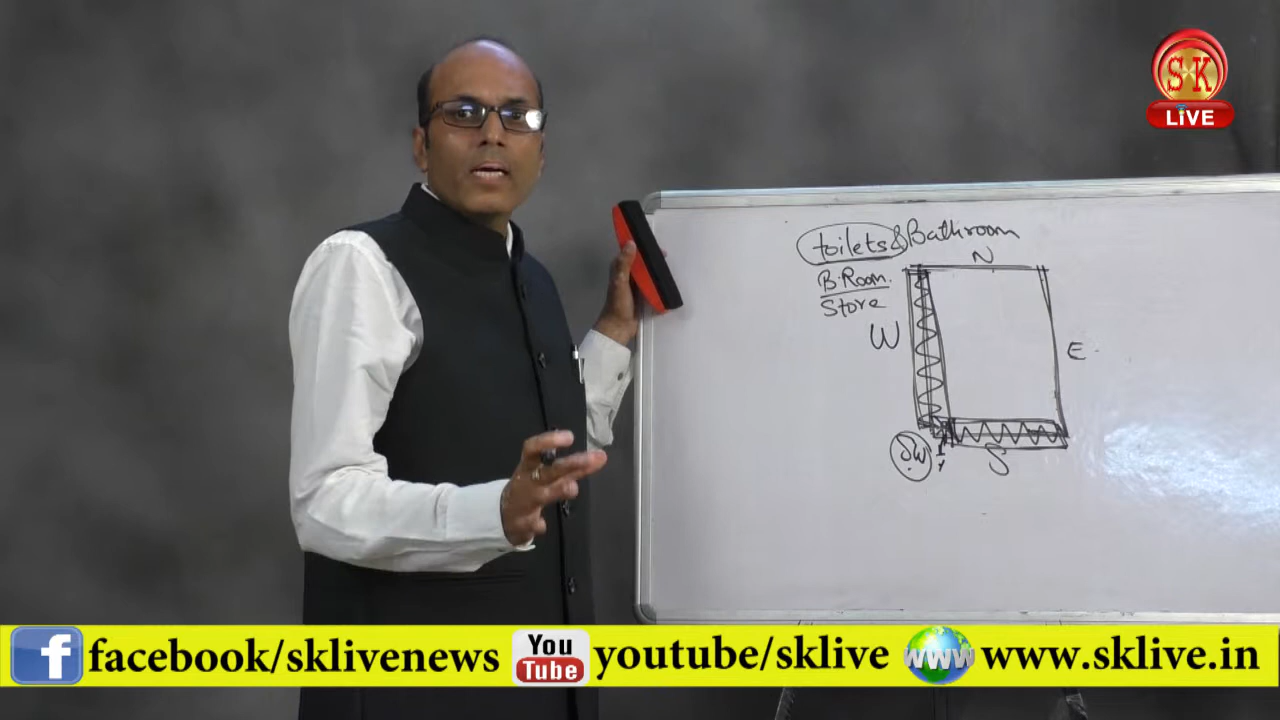 SK
LiVE
toilets & Bathroom
N
B.Room.
Store
W
E
SW
S
f facebook/sklivenews You Tube youtube/sklive www www.sklive.in